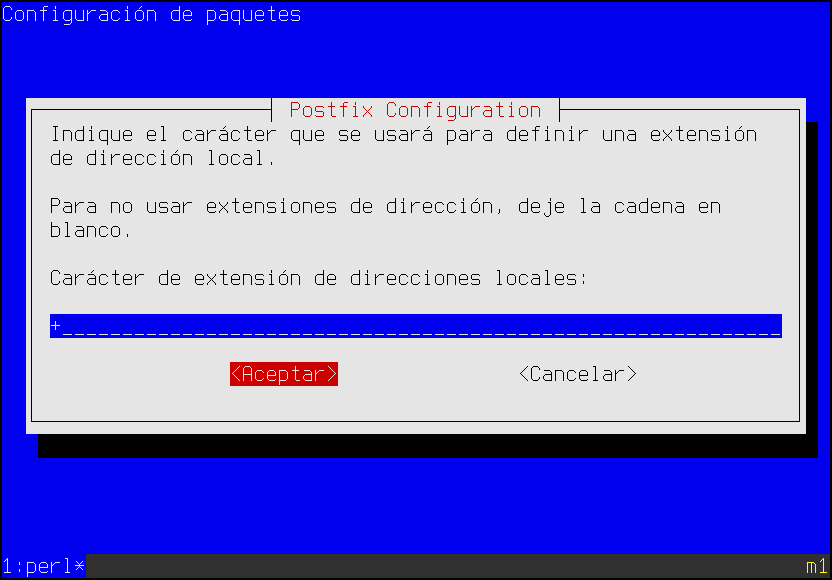 Configuración de paquetes
Postfix Configuration
Indique el carácter que se usará para definir una extensión
de dirección local.
Para no usar extensiones de dirección, deje la cadena en
blanco.
Carácter de extensión de direcciones locales:
+____________________________________________________________
<Aceptar> <Cancelar>
1:perl* m1